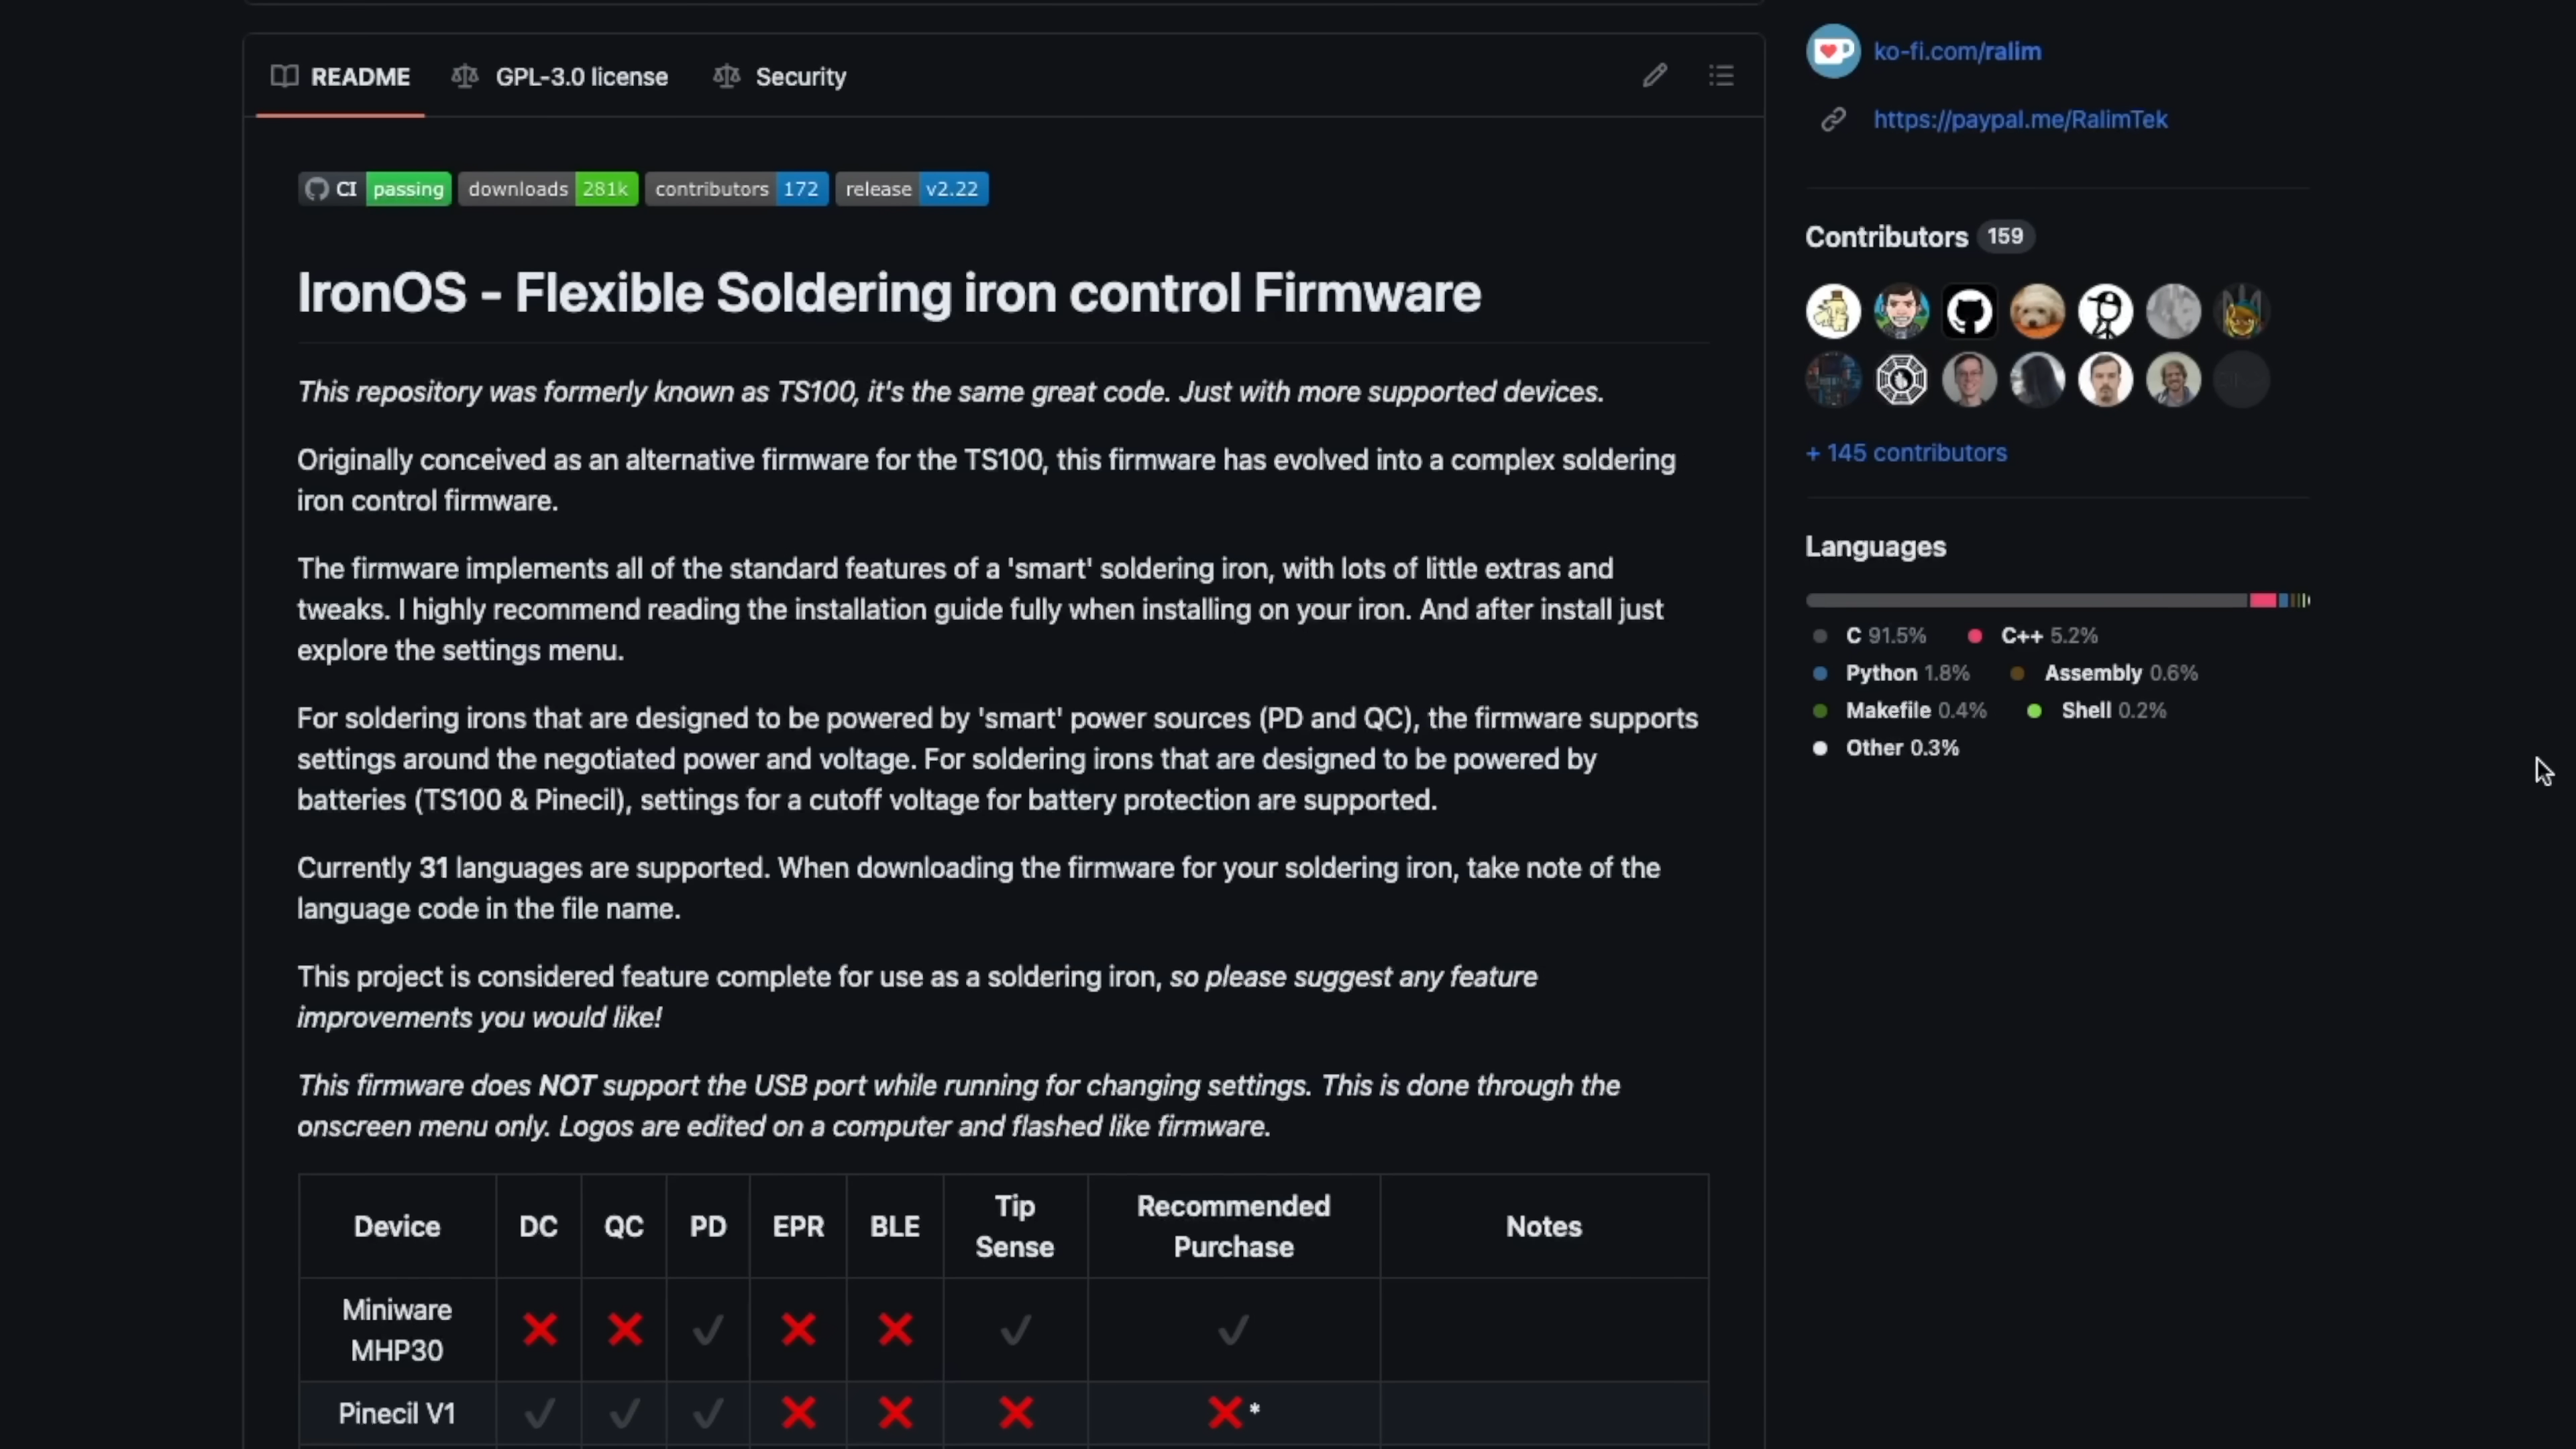 README GPL-3.0 license Security
CI passing downloads 281k contributors 172 release v2.22
IronOS - Flexible Soldering iron control Firmware
This repository was formerly known as TS100, it's the same great code. Just with more supported devices.
Originally conceived as an alternative firmware for the TS100, this firmware has evolved into a complex soldering
iron control firmware.
The firmware implements all of the standard features of a 'smart' soldering iron, with lots of little extras and
tweaks. I highly recommend reading the installation guide fully when installing on your iron. And after install just
explore the settings menu.
For soldering irons that are designed to be powered by 'smart' power sources (PD and QC), the firmware supports
settings around the negotiated power and voltage. For soldering irons that are designed to be powered by
batteries (TS100 & Pinecil), settings for a cutoff voltage for battery protection are supported.
Currently 31 languages are supported. When downloading the firmware for your soldering iron, take note of the
language code in the file name.
This project is considered feature complete for use as a soldering iron, so please suggest any feature
improvements you would like!
This firmware does NOT support the USB port while running for changing settings. This is done through the
onscreen menu only. Logos are edited on a computer and flashed like firmware.
Device DC QC PD EPR BLE Tip Sense Recommended Purchase Notes
Miniware
MHP30 ❌ ❌ ✔ ❌ ❌ ✔ ✔
Pinecil V1 ✔ ✔ ✔ ❌ ❌ ❌ ❌ *
ko-fi.com/ralim
https://paypal.me/RalimTek
Contributors 159
+ 145 contributors
Languages
C 91.5% C++ 5.2%
Python 1.8% Assembly 0.6%
Makefile 0.4% Shell 0.2%
Other 0.3%